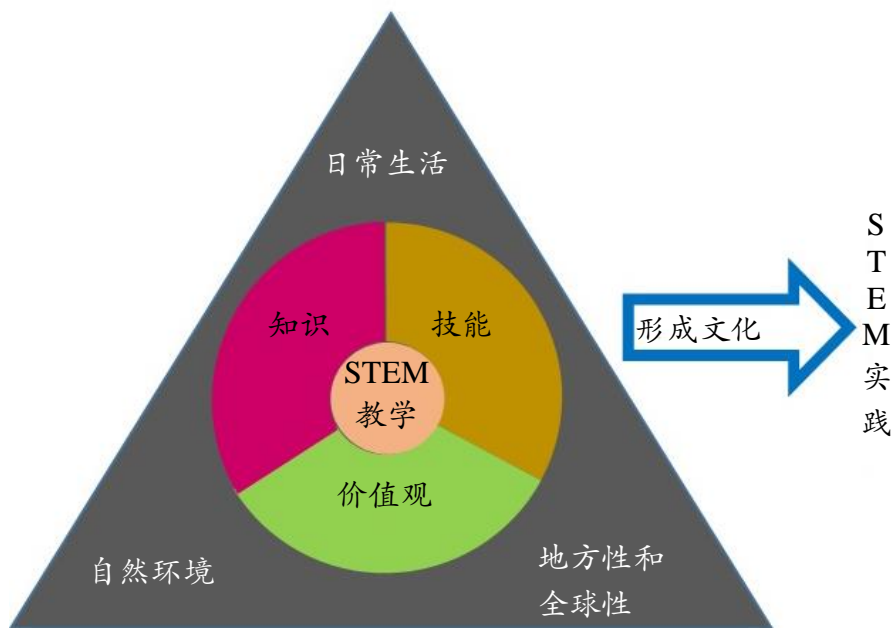 日常生活
知识
技能
STEM
教学
价值观
自然环境
地方性和
全球性
形成文化
S
T
E
M
实
践